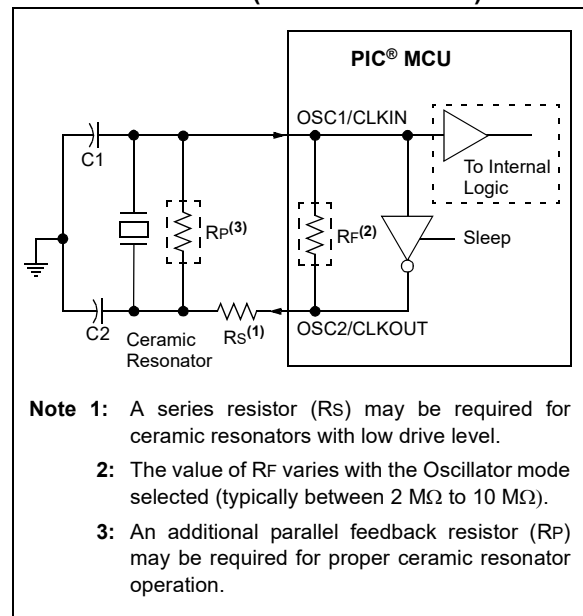 PIC® MCU
OSC1/CLKIN
C1
To Internal
Logic
RP(3)
RF(2)
Sleep
C2
Ceramic
Resonator
RS(1)
OSC2/CLKOUT
Note 1: A series resistor (RS) may be required for
ceramic resonators with low drive level.
2: The value of RF varies with the Oscillator mode
selected (typically between 2 MΩ to 10 MΩ).
3: An additional parallel feedback resistor (RP)
may be required for proper ceramic resonator
operation.